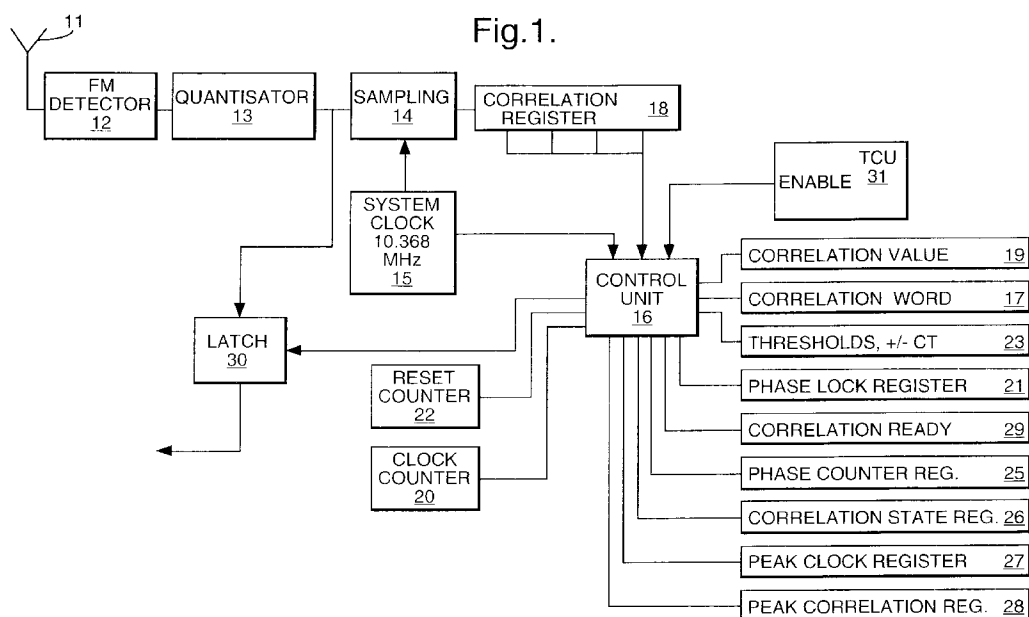 Fig.1.
11
FM
DETECTOR
12
QUANTISATOR
13
SAMPLING
14
CORRELATION
REGISTER
18
SYSTEM
CLOCK
10.368
MHz
15
TCU
ENABLE 31
CONTROL
UNIT
16
LATCH
30
RESET
COUNTER
22
CLOCK
COUNTER
20
CORRELATION VALUE 19
CORRELATION WORD 17
THRESHOLDS, +/- CT 23
PHASE LOCK REGISTER 21
CORRELATION READY 29
PHASE COUNTER REG. 25
CORRELATION STATE REG. 26
PEAK CLOCK REGISTER 27
PEAK CORRELATION REG. 28